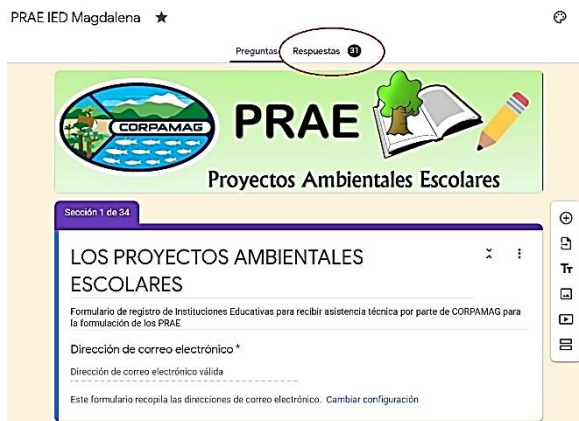 PRAE IED Magdalena
Preguntas Respuestas 31
CORPAMAG
PRAE
Proyectos Ambientales Escolares
Sección 1 de 34
LOS PROYECTOS AMBIENTALES
ESCOLARES
Formulario de registro de Instituciones Educativas para recibir asistencia técnica por parte de CORPAMAG para
la formulación de los PRAE
Dirección de correo electrónico *
Dirección de correo electrónico válida
Este formulario recopila las direcciones de correo electrónico. Cambiar configuración
Tт